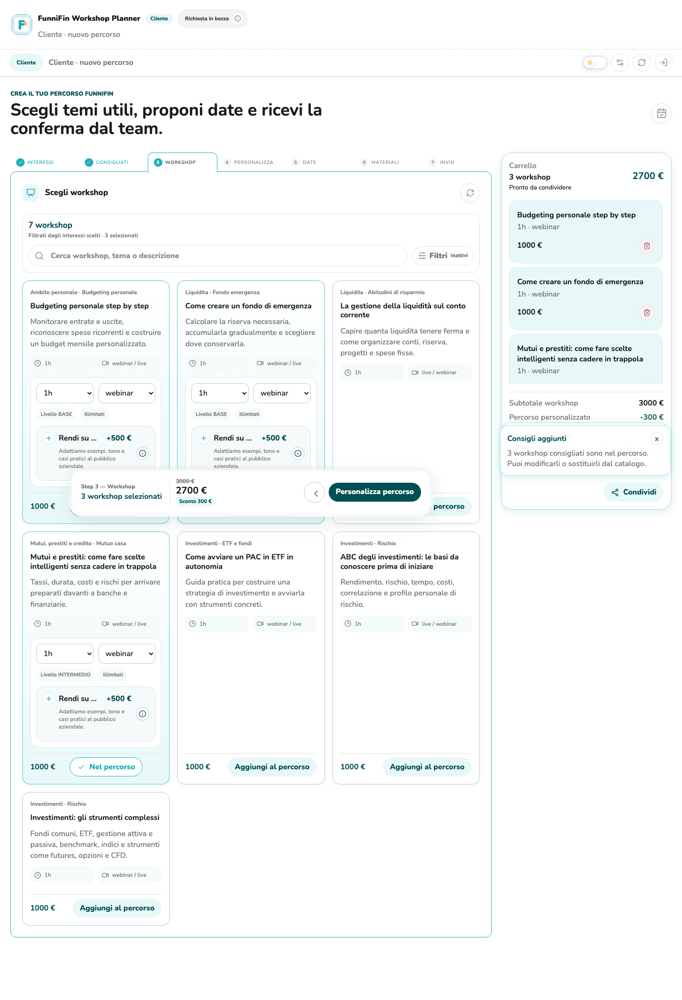 FunniFin Workshop Planner
Cliente
Richiesta in bozza
Cliente · nuovo percorso
Cliente
Cliente · nuovo percorso
CREA IL TUO PERCORSO FUNNIFIN
Scegli temi utili, proponi date e ricevi la
conferma dal team.
INTERESSI
CONSIGLIATI
3 WORKSHOP
4 PERSONALIZZA
5 DATE
6 MATERIALI
7 INVIO
Scegli workshop
7 workshop
Filtrati dagli interessi scelti · 3 selezionati
Cerca workshop, tema o descrizione
Filtri Inattivi
Ambito personale · Budgeting personale
Budgeting personale step by step
Monitorare entrate e uscite,
riconoscere spese ricorrenti e costruire
un budget mensile personalizzato.
1h
webinar / live
1h
webinar
Livello BASE
illimitati
Rendi su ... +500 €
Adattiamo esempi, tono e
casi pratici al pubblico
aziendale.
1000 €
Liquidita · Fondo emergenza
Come creare un fondo di emergenza
Calcolare la riserva necessaria,
accumularla gradualmente e scegliere
dove conservarla.
1h
webinar / live
1h
webinar
Livello BASE
illimitati
Rendi su ... +500 €
Adattiamo esempi, tono e
casi pratici al pubblico
aziendale.
Liquidita · Abitudini di risparmio
La gestione della liquidità sul conto
corrente
Capire quanta liquidita tenere ferma e
come organizzare conti, riserva,
progetti e spese fisse.
1h
live / webinar
percorso
Step 3 — Workshop
3 workshop selezionati
3000 €
2700 €
Sconto 300 €
Personalizza percorso
Mutui, prestiti e credito · Mutuo casa
Mutui e prestiti: come fare scelte
intelligenti senza cadere in trappola
Tassi, durata, costi e rischi per arrivare
preparati davanti a banche e
finanziarie.
1h
webinar / live
1h
webinar
Livello INTERMEDIO
illimitati
Rendi su ... +500 €
Adattiamo esempi, tono e
casi pratici al pubblico
aziendale.
1000 €
Nel percorso
Investimenti · ETF e fondi
Come avviare un PAC in ETF in
autonomia
Guida pratica per costruire una
strategia di investimento e avviarla
con strumenti concreti.
1h
webinar / live
1000 €
Aggiungi al percorso
Investimenti · Rischio
ABC degli investimenti: le basi da
conoscere prima di iniziare
Rendimento, rischio, tempo, costi,
correlazione e profilo personale di
rischio.
1h
live / webinar
1000 €
Aggiungi al percorso
Investimenti · Rischio
Investimenti: gli strumenti complessi
Fondi comuni, ETF, gestione attiva e
passiva, benchmark, indici e strumenti
come futures, opzioni e CFD.
1h
webinar / live
1000 €
Aggiungi al percorso
Carrello
3 workshop
2700 €
Pronto da condividere
Budgeting personale step by step
1h · webinar
1000 €
Come creare un fondo di emergenza
1h · webinar
1000 €
Mutui e prestiti: come fare scelte
intelligenti senza cadere in trappola
1h · webinar
Subtotale workshop 3000 €
Percorso personalizzato -300 €
Consigli aggiunti
x
3 workshop consigliati sono nel percorso.
Puoi modificarli o sostituirli dal catalogo.
Condividi